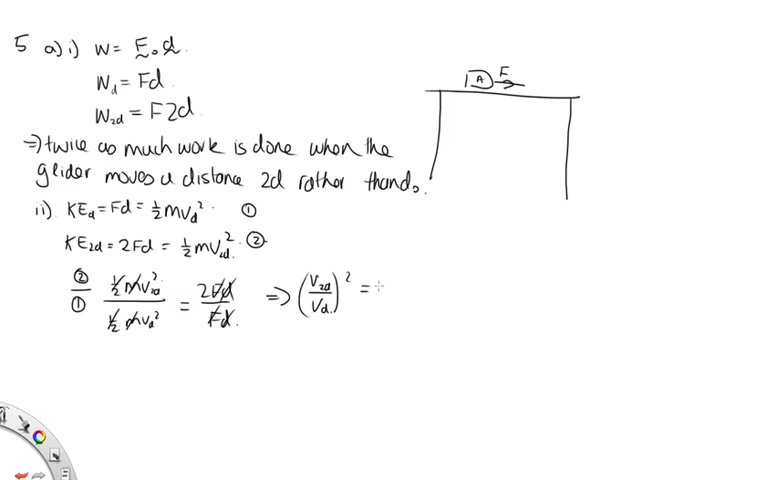 5 a) i) W = F . d.
W_d = Fd.
W_2d = F2d
⇒ twice as much work is done when the
glider moves a distance 2d rather than d.
ii). KE_d = Fd = ½mv_d². ①
KE_2d = 2Fd = ½mv_2d². ②
②/① (½mv_2d²)/(½mv_d²) = 2Fd/Fd. ⇒ (v_2d/v_d.)² =
A F